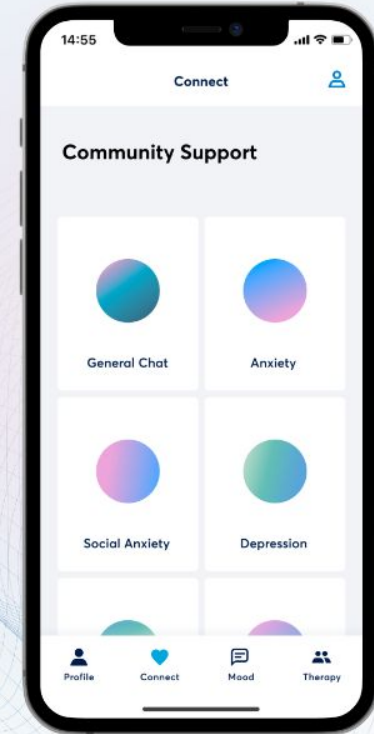 14:55
Connect
Community Support
General Chat Anxiety
Social Anxiety Depression
Profile Connect Mood Therapy